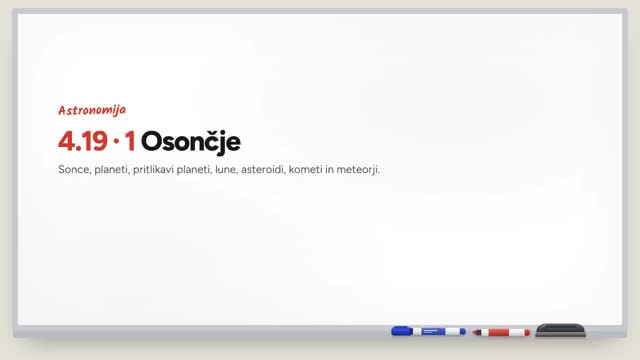 Astronomija
4.19 · 1 Osončje
Sonce, planeti, pritlikavi planeti, lune, asteroidi, kometi in meteorji.